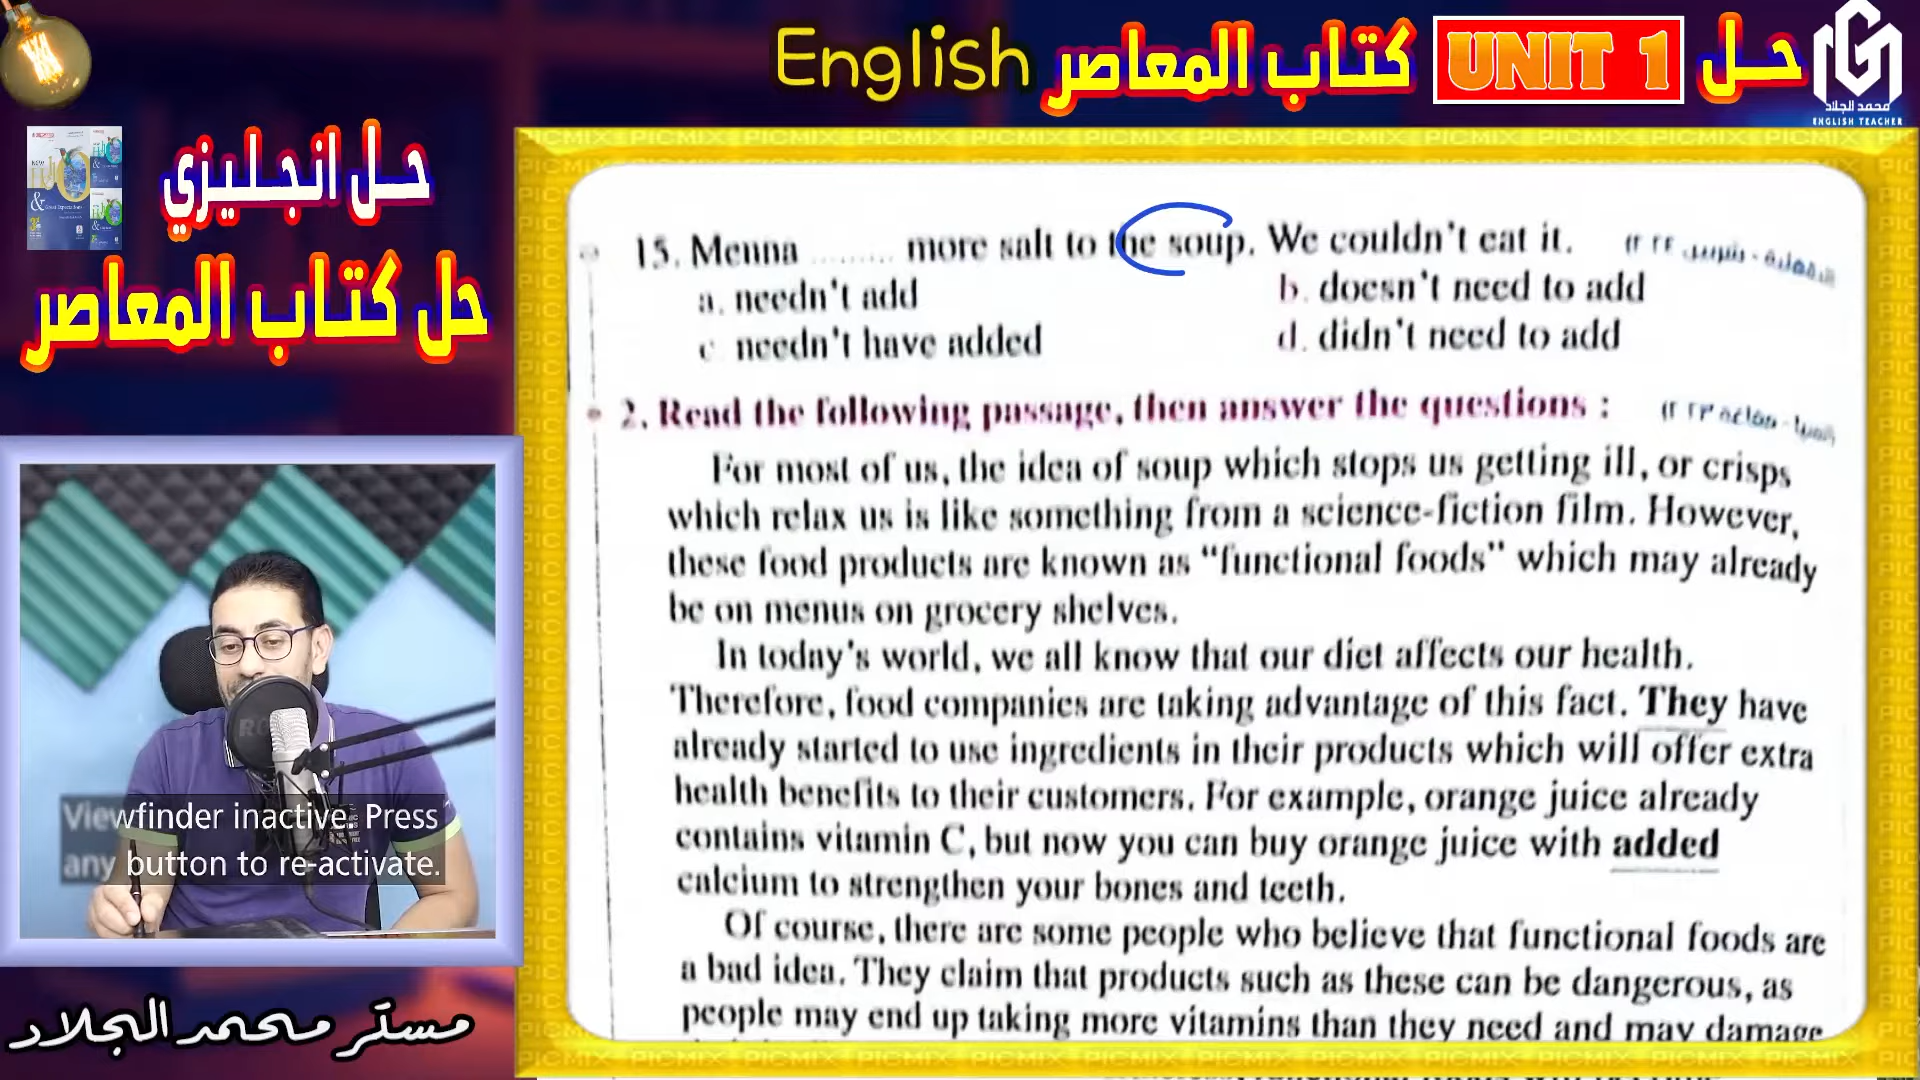 حل UNIT 1 كتاب المعاصر English
محمد الجلاد
ENGLISH TEACHER
حل انجليزي
حل كتاب المعاصر
15. Menna ......... more salt to the soup. We couldn't eat it.
a. needn't add
b. doesn't need to add
c. needn't have added
d. didn't need to add
2. Read the following passage, then answer the questions :
For most of us, the idea of soup which stops us getting ill, or crisps
which relax us is like something from a science-fiction film. However,
these food products are known as "functional foods" which may already
be on menus on grocery shelves.
In today's world, we all know that our diet affects our health.
Therefore, food companies are taking advantage of this fact. They have
already started to use ingredients in their products which will offer extra
health benefits to their customers. For example, orange juice already
contains vitamin C, but now you can buy orange juice with added
calcium to strengthen your bones and teeth.
Of course, there are some people who believe that functional foods are
a bad idea. They claim that products such as these can be dangerous, as
people may end up taking more vitamins than they need and may damage
Viewfinder inactive. Press
any button to re-activate.
مستر محمد الجلاد